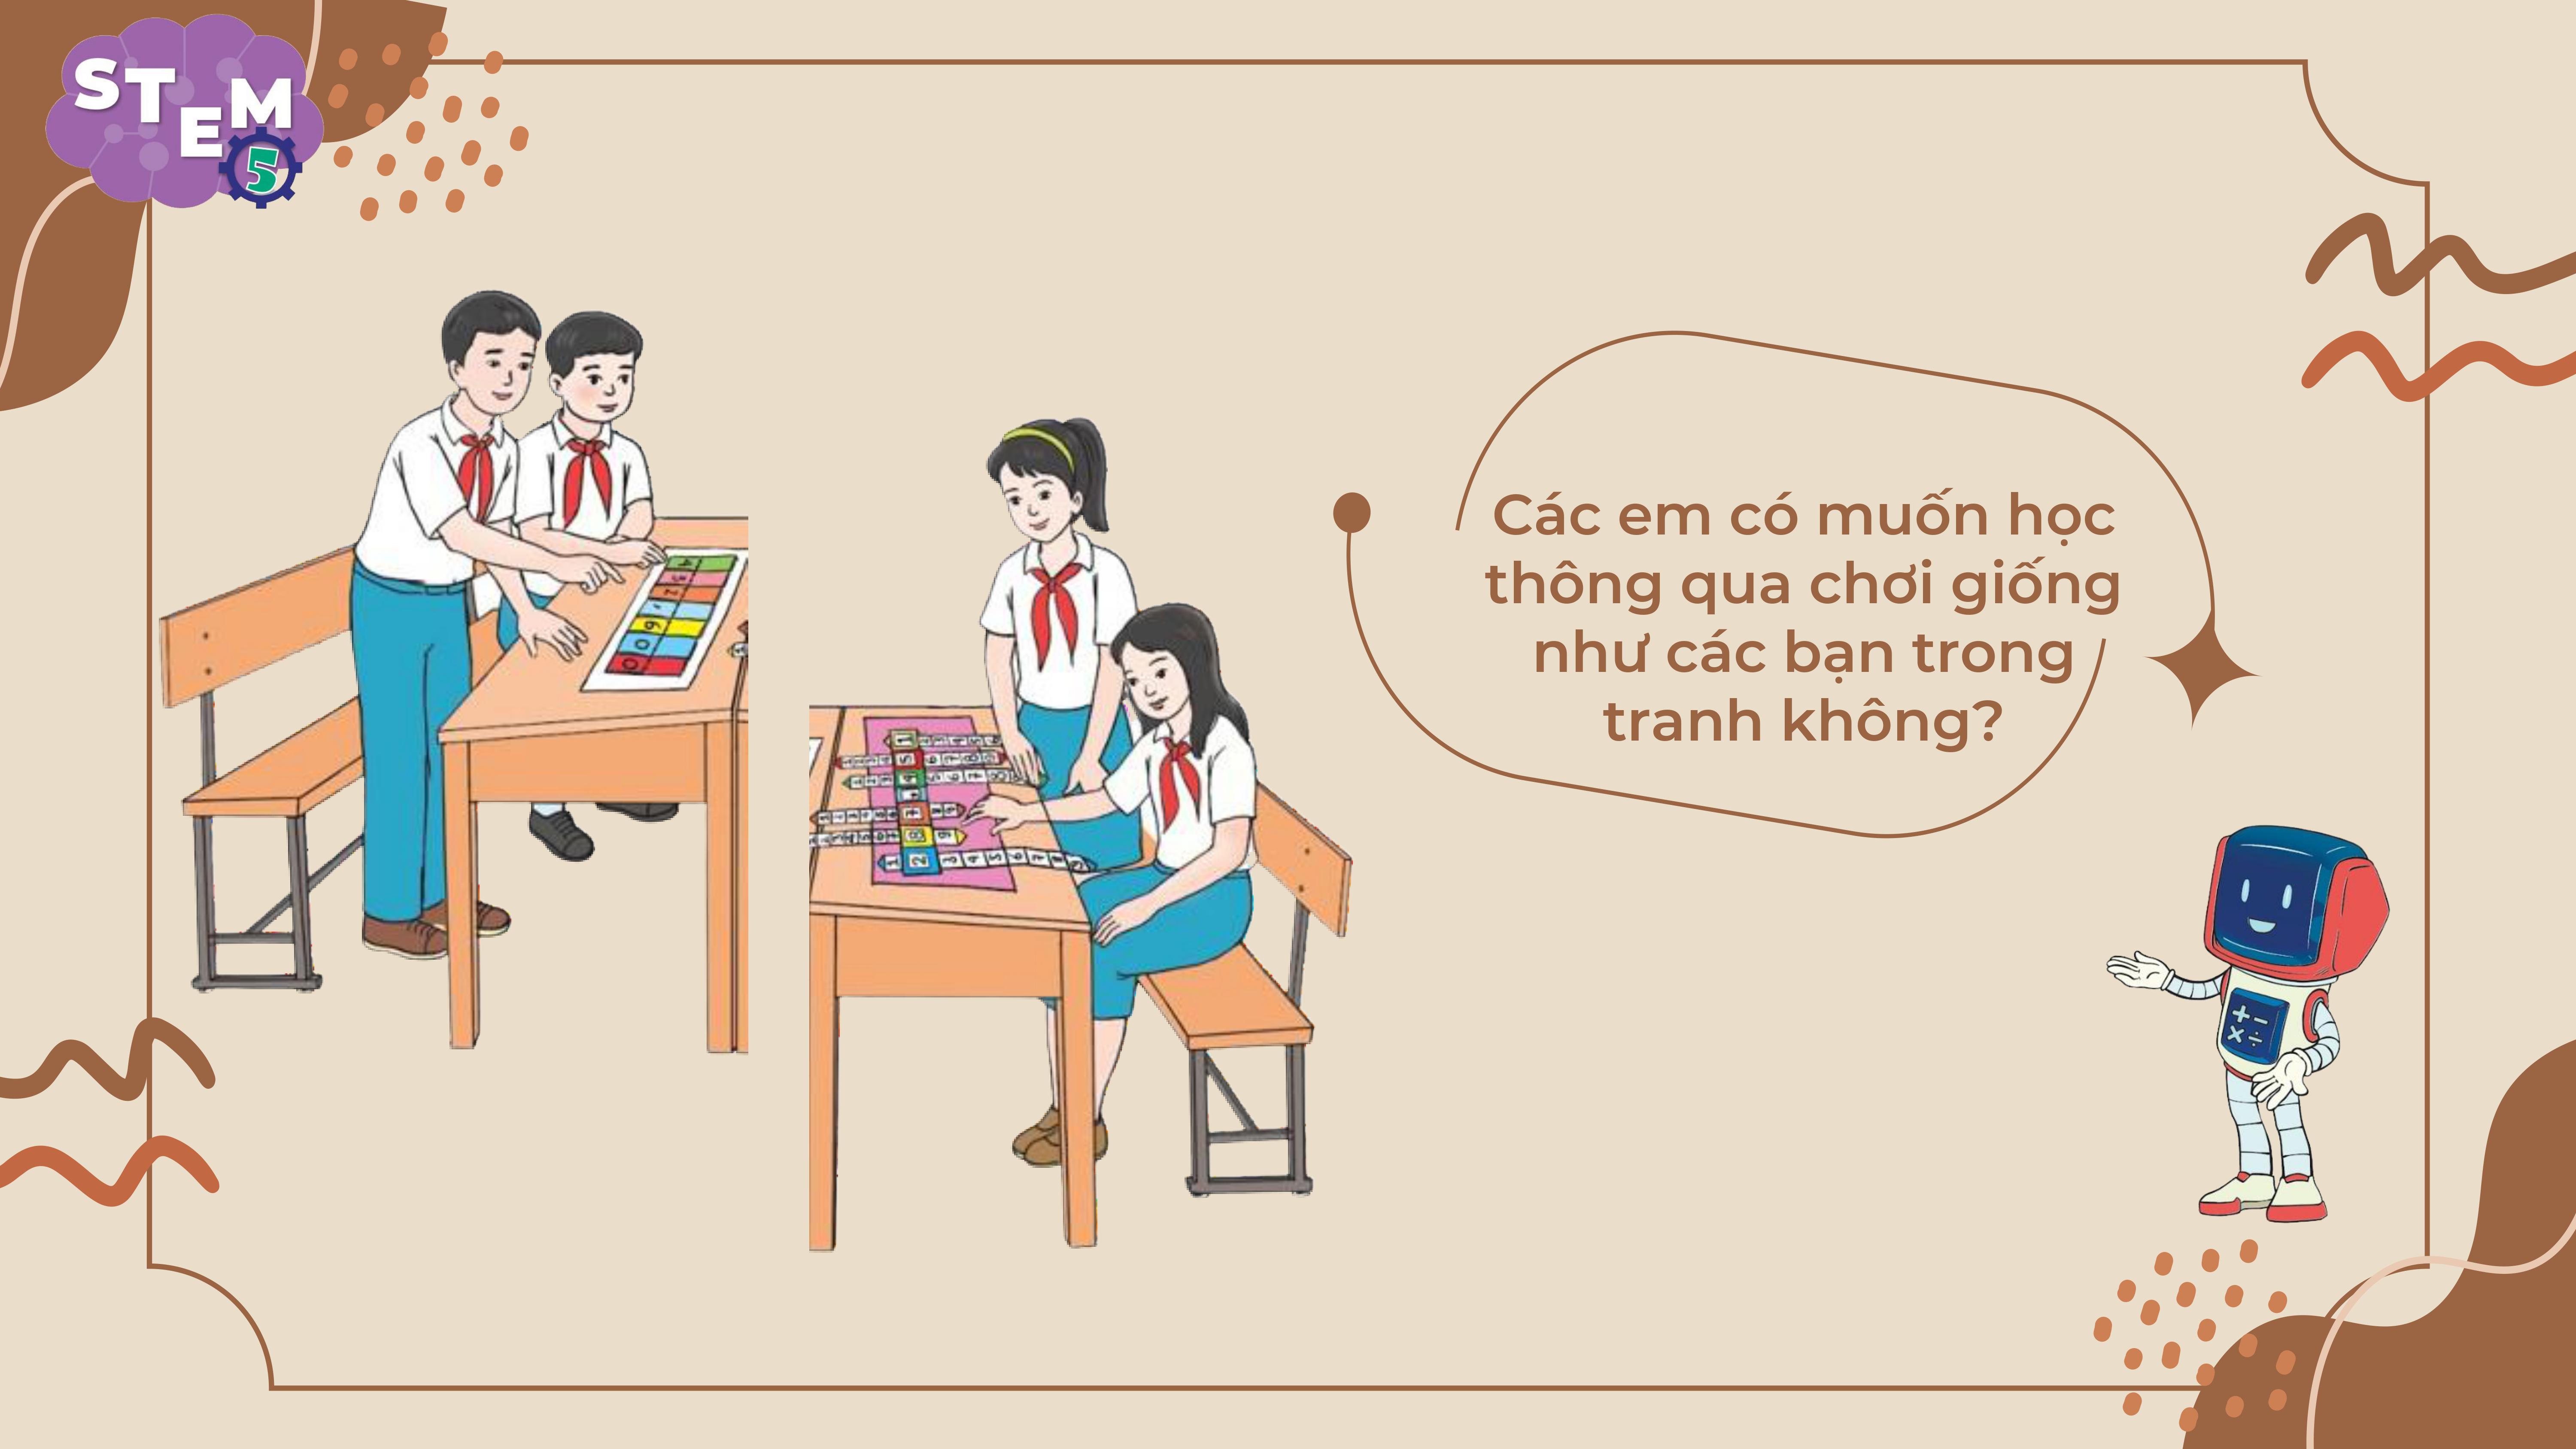 STEM
5
Các em có muốn học
thông qua chơi giống
như các bạn trong
tranh không?
+ −
× ÷